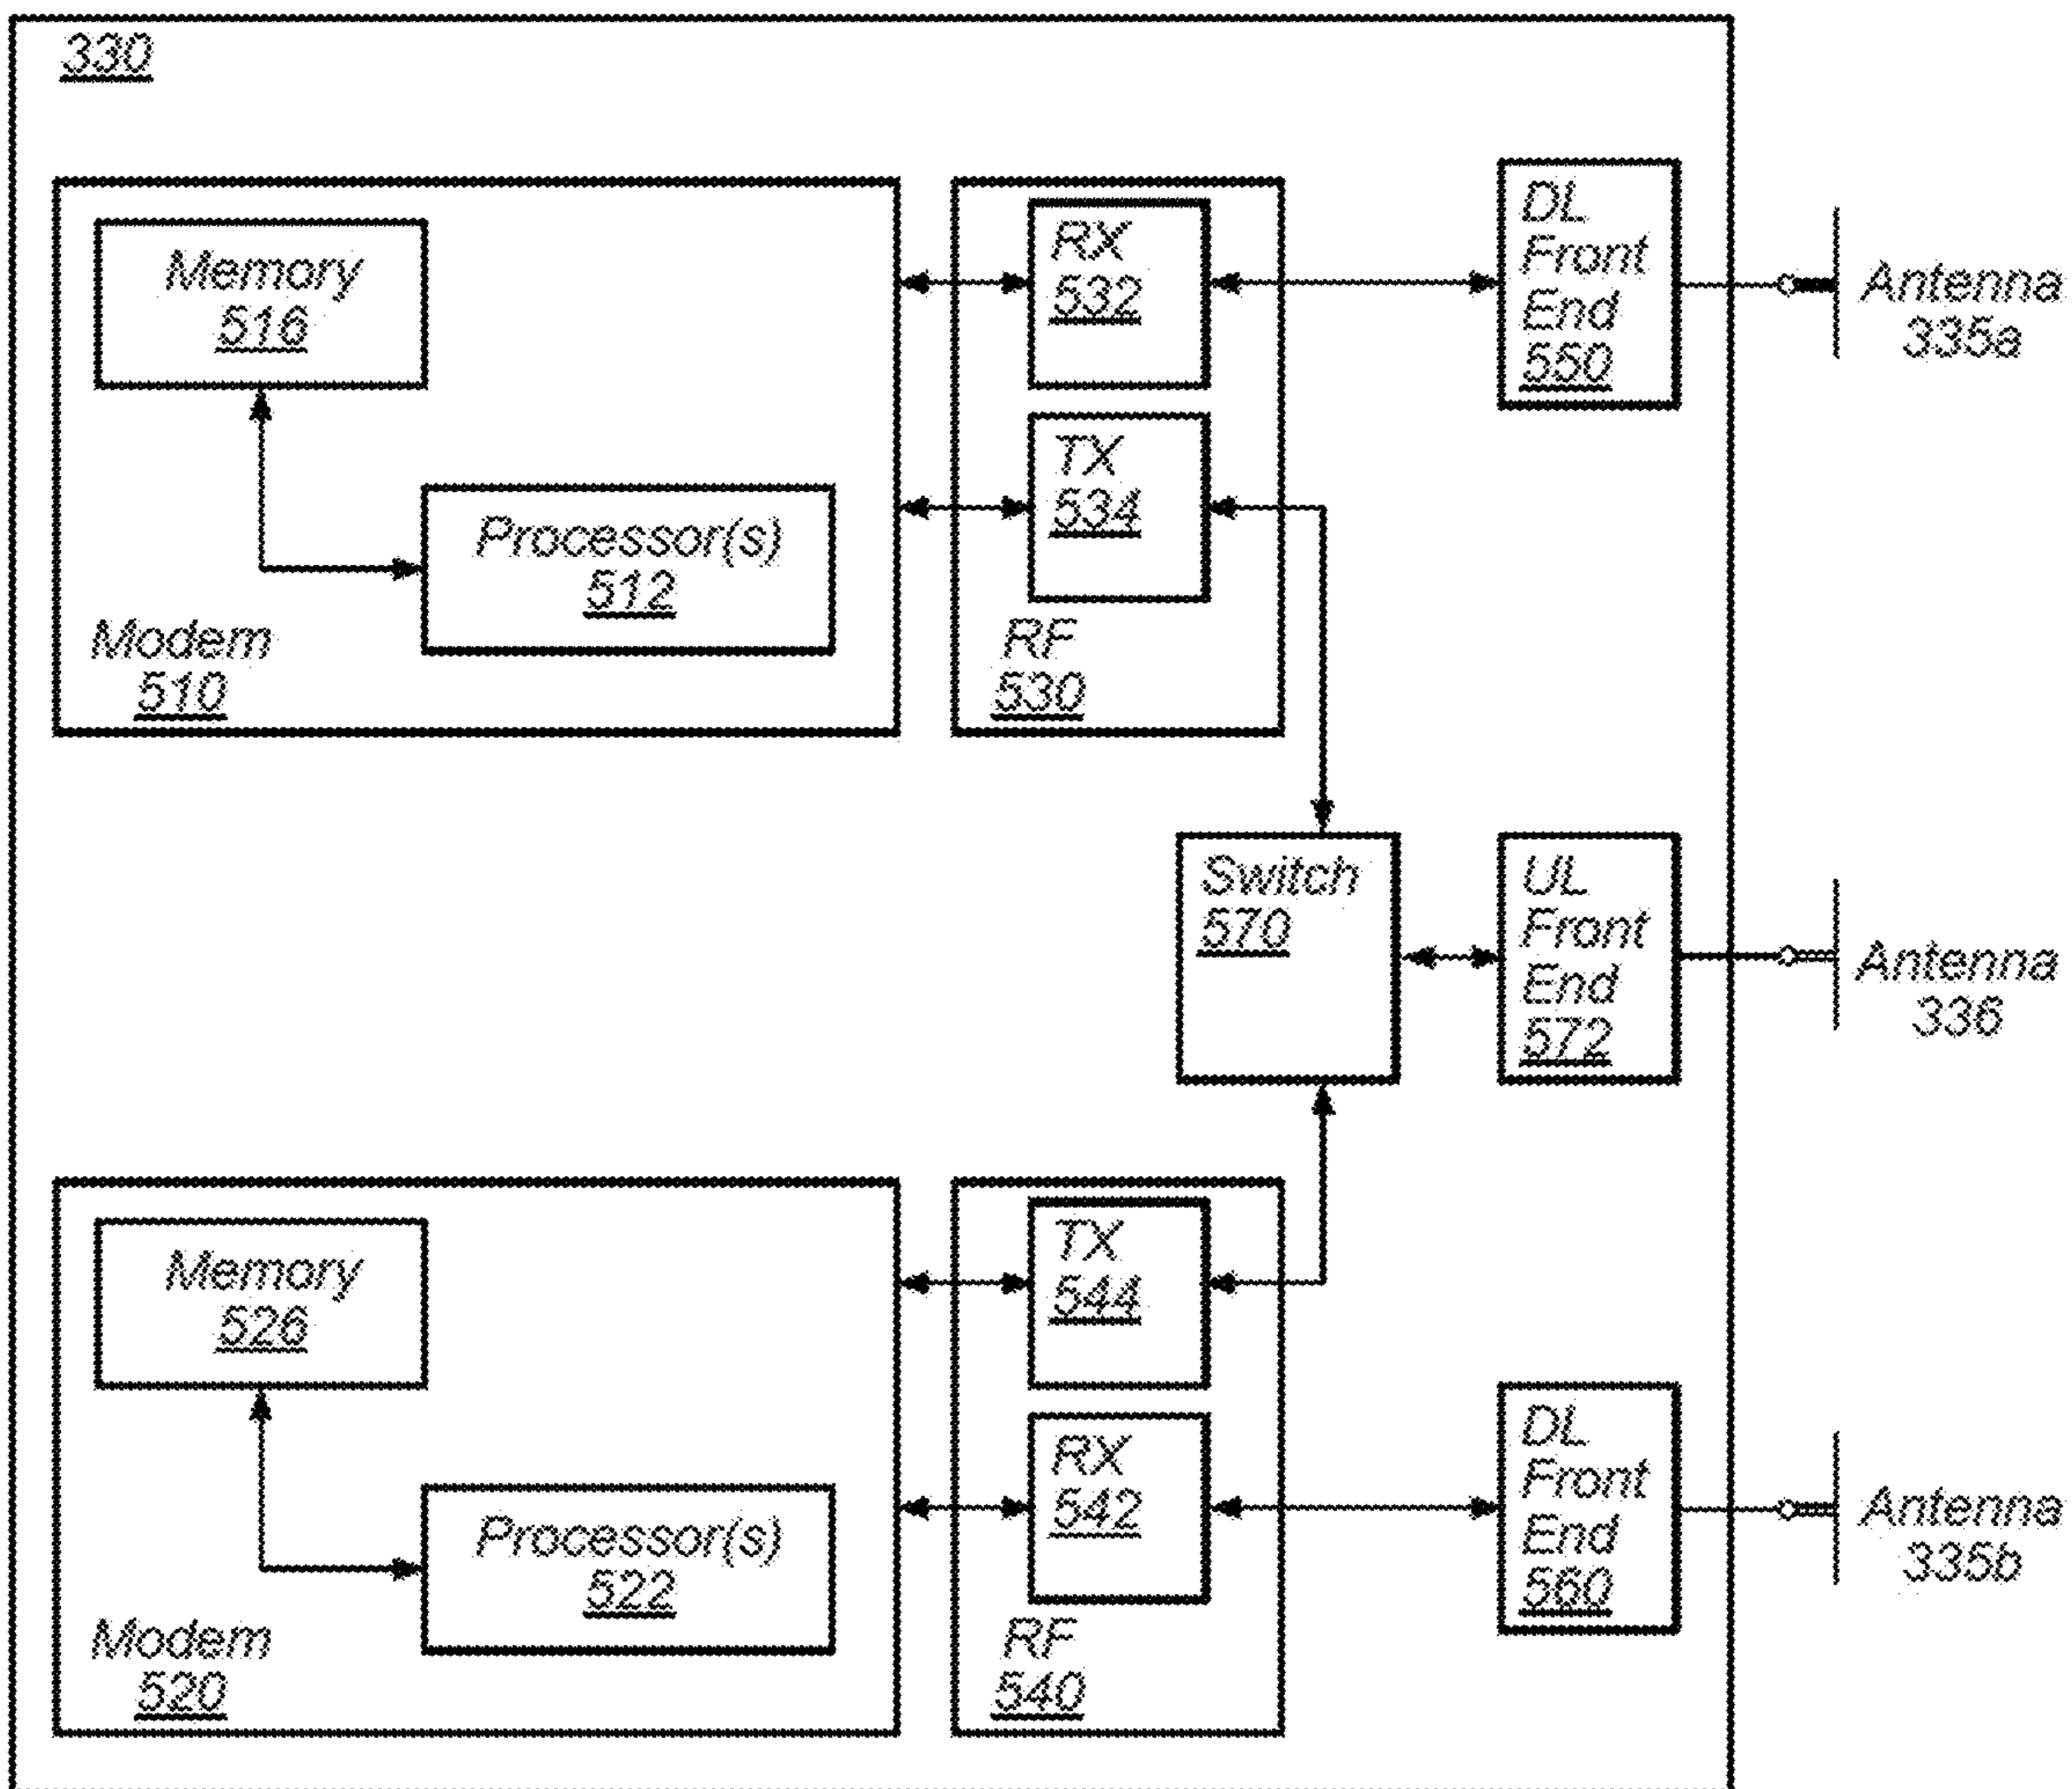 330
Memory
516
Processor(s)
512
Modem
510
RX
532
TX
534
RF
530
DL
Front
End
550
Antenna
335a
Switch
570
UL
Front
End
572
Antenna
336
Memory
526
Processor(s)
522
Modem
520
TX
544
RX
542
RF
540
DL
Front
End
560
Antenna
335b